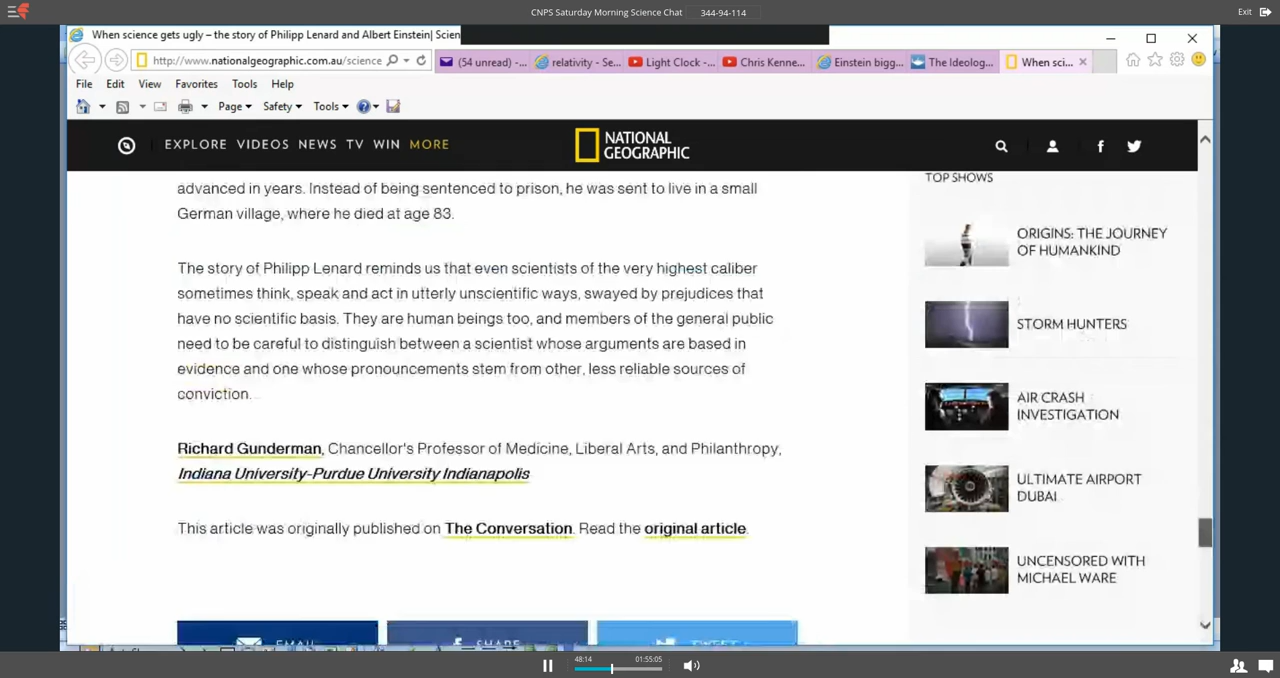 CNPS Saturday Morning Science Chat 344-94-114 Exit
When science gets ugly – the story of Philipp Lenard and Albert Einstein| Scien
http://www.nationalgeographic.com.au/science
(54 unread) -... relativity - Se... Light Clock -... Chris Kenne... Einstein bigg... The Ideolog... When sci...
File Edit View Favorites Tools Help
Page Safety Tools
EXPLORE VIDEOS NEWS TV WIN MORE
NATIONAL
GEOGRAPHIC
advanced in years. Instead of being sentenced to prison, he was sent to live in a small
German village, where he died at age 83.
The story of Philipp Lenard reminds us that even scientists of the very highest caliber
sometimes think, speak and act in utterly unscientific ways, swayed by prejudices that
have no scientific basis. They are human beings too, and members of the general public
need to be careful to distinguish between a scientist whose arguments are based in
evidence and one whose pronouncements stem from other, less reliable sources of
conviction.
Richard Gunderman, Chancellor's Professor of Medicine, Liberal Arts, and Philanthropy,
Indiana University-Purdue University Indianapolis
This article was originally published on The Conversation. Read the original article.
EMAIL SHARE TWEET
TOP SHOWS
ORIGINS: THE JOURNEY
OF HUMANKIND
STORM HUNTERS
AIR CRASH
INVESTIGATION
ULTIMATE AIRPORT
DUBAI
UNCENSORED WITH
MICHAEL WARE
48:14 01:55:05